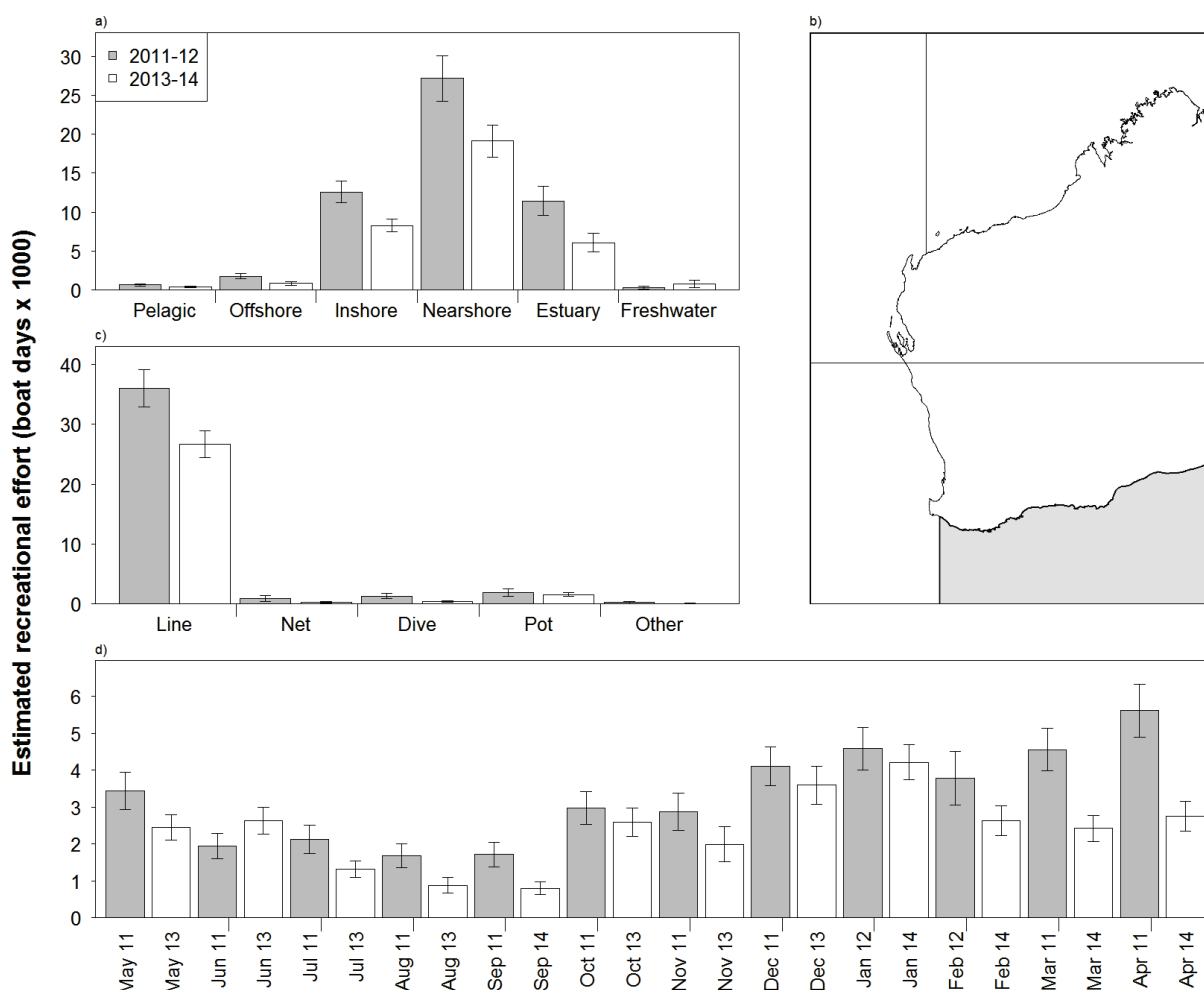 Estimated recreational effort (boat days x 1000)
a)
2011-12
2013-14
30
25
20
15
10
5
0
Pelagic Offshore Inshore Nearshore Estuary Freshwater
b)
c)
40
30
20
10
0
Line Net Dive Pot Other
d)
6
5
4
3
2
1
0
May 11 May 13 Jun 11 Jun 13 Jul 11 Jul 13 Aug 11 Aug 13 Sep 11 Sep 14 Oct 11 Oct 13 Nov 11 Nov 13 Dec 11 Dec 13 Jan 12 Jan 14 Feb 12 Feb 14 Mar 11 Mar 14 Apr 11 Apr 14